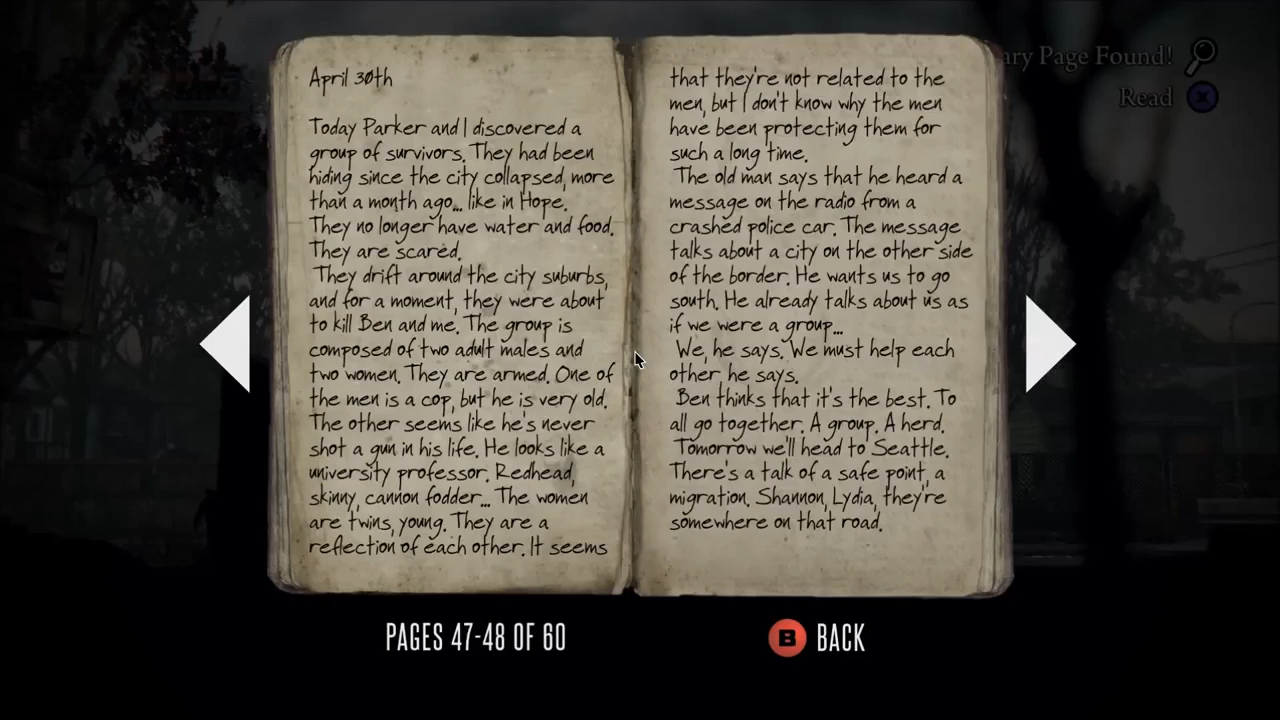 ary Page Found!
Read
April 30th
Today Parker and I discovered a
group of survivors. They had been
hiding since the city collapsed, more
than a month ago... like in Hope.
They no longer have water and food.
They are scared.
They drift around the city suburbs,
and for a moment, they were about
to kill Ben and me. The group is
composed of two adult males and
two women. They are armed. One of
the men is a cop, but he is very old.
The other seems like he's never
shot a gun in his life. He looks like a
university professor. Redhead,
skinny, cannon fodder... The women
are twins, young. They are a
reflection of each other. It seems
that they're not related to the
men, but I don't know why the men
have been protecting them for
such a long time.
The old man says that he heard a
message on the radio from a
crashed police car. The message
talks about a city on the other side
of the border. He wants us to go
south. He already talks about us as
if we were a group...
We, he says. We must help each
other he says.
Ben thinks that it's the best. To
all go together. A group. A herd.
Tomorrow we'll head to Seattle.
There's a talk of a safe point, a
migration. Shannon, Lydia, they're
somewhere on that road.
PAGES 47-48 OF 60
B BACK